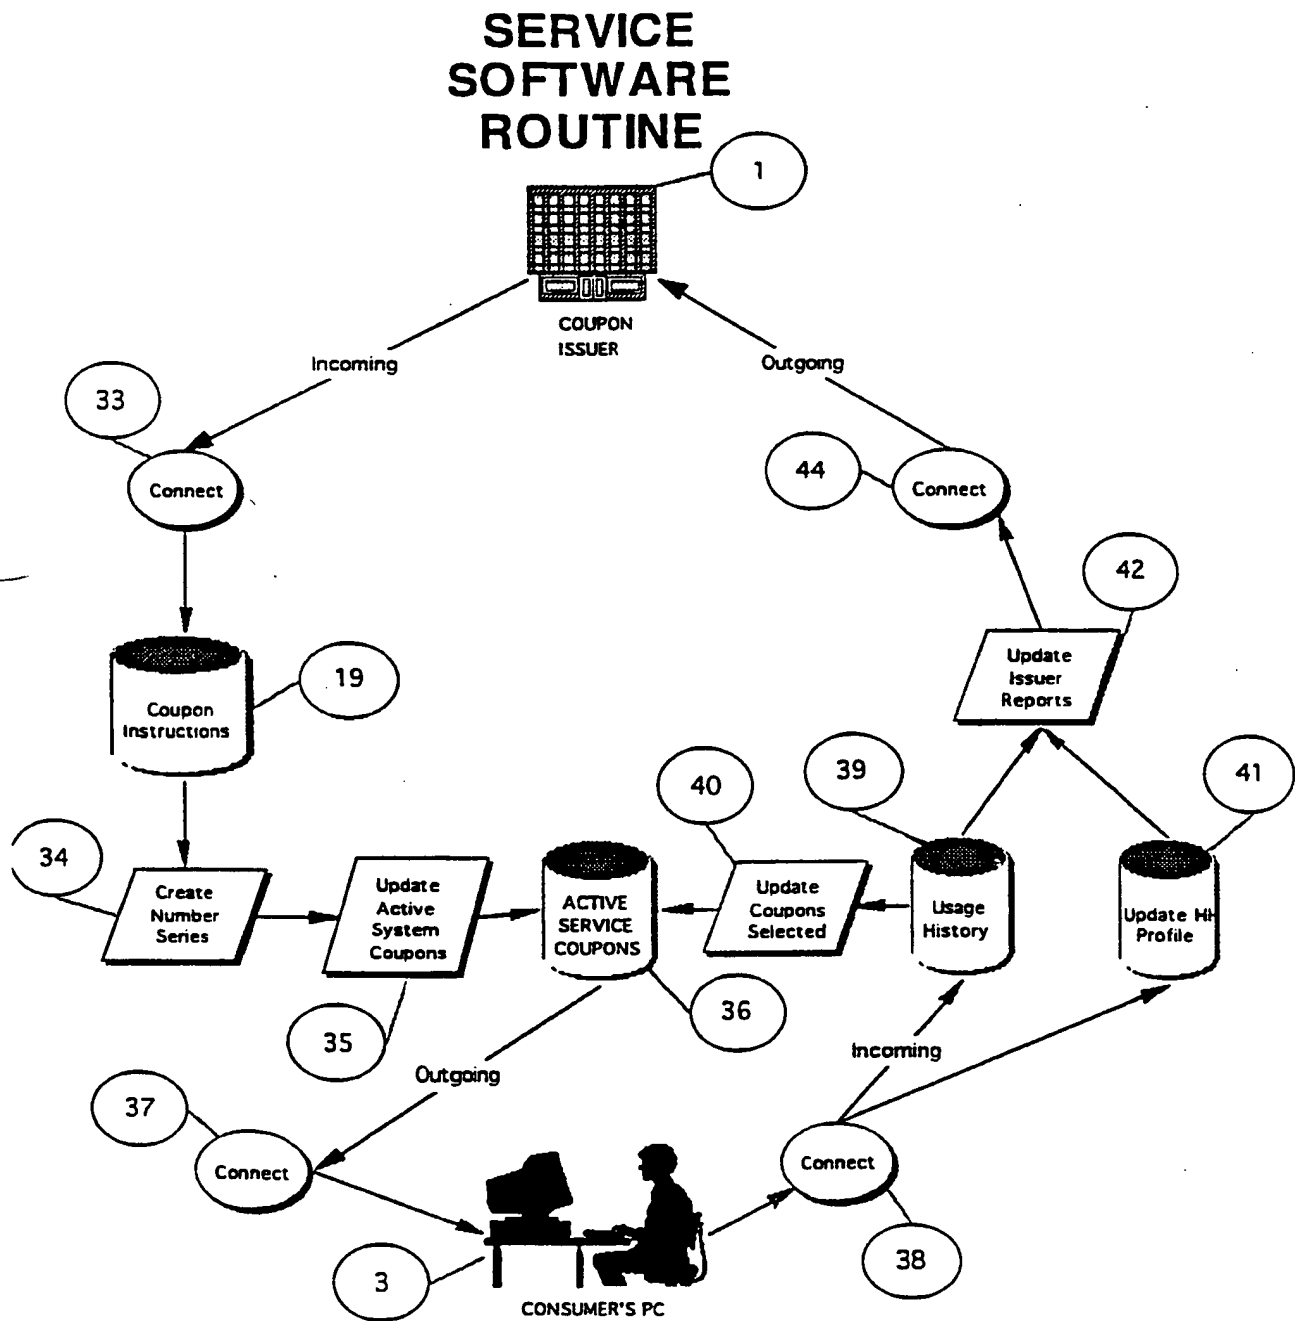 SERVICE
SOFTWARE
ROUTINE
1
COUPON
ISSUER
Incoming
Outgoing
33
Connect
44
Connect
42
Update
Issuer
Reports
19
Coupon
Instructions
40
39
41
34
Create
Number
Series
Update
Active
System
Coupons
ACTIVE
SERVICE
COUPONS
Update
Coupons
Selected
Usage
History
Update HH
Profile
35
36
Outgoing
Incoming
37
Connect
Connect
3
38
CONSUMER'S PC